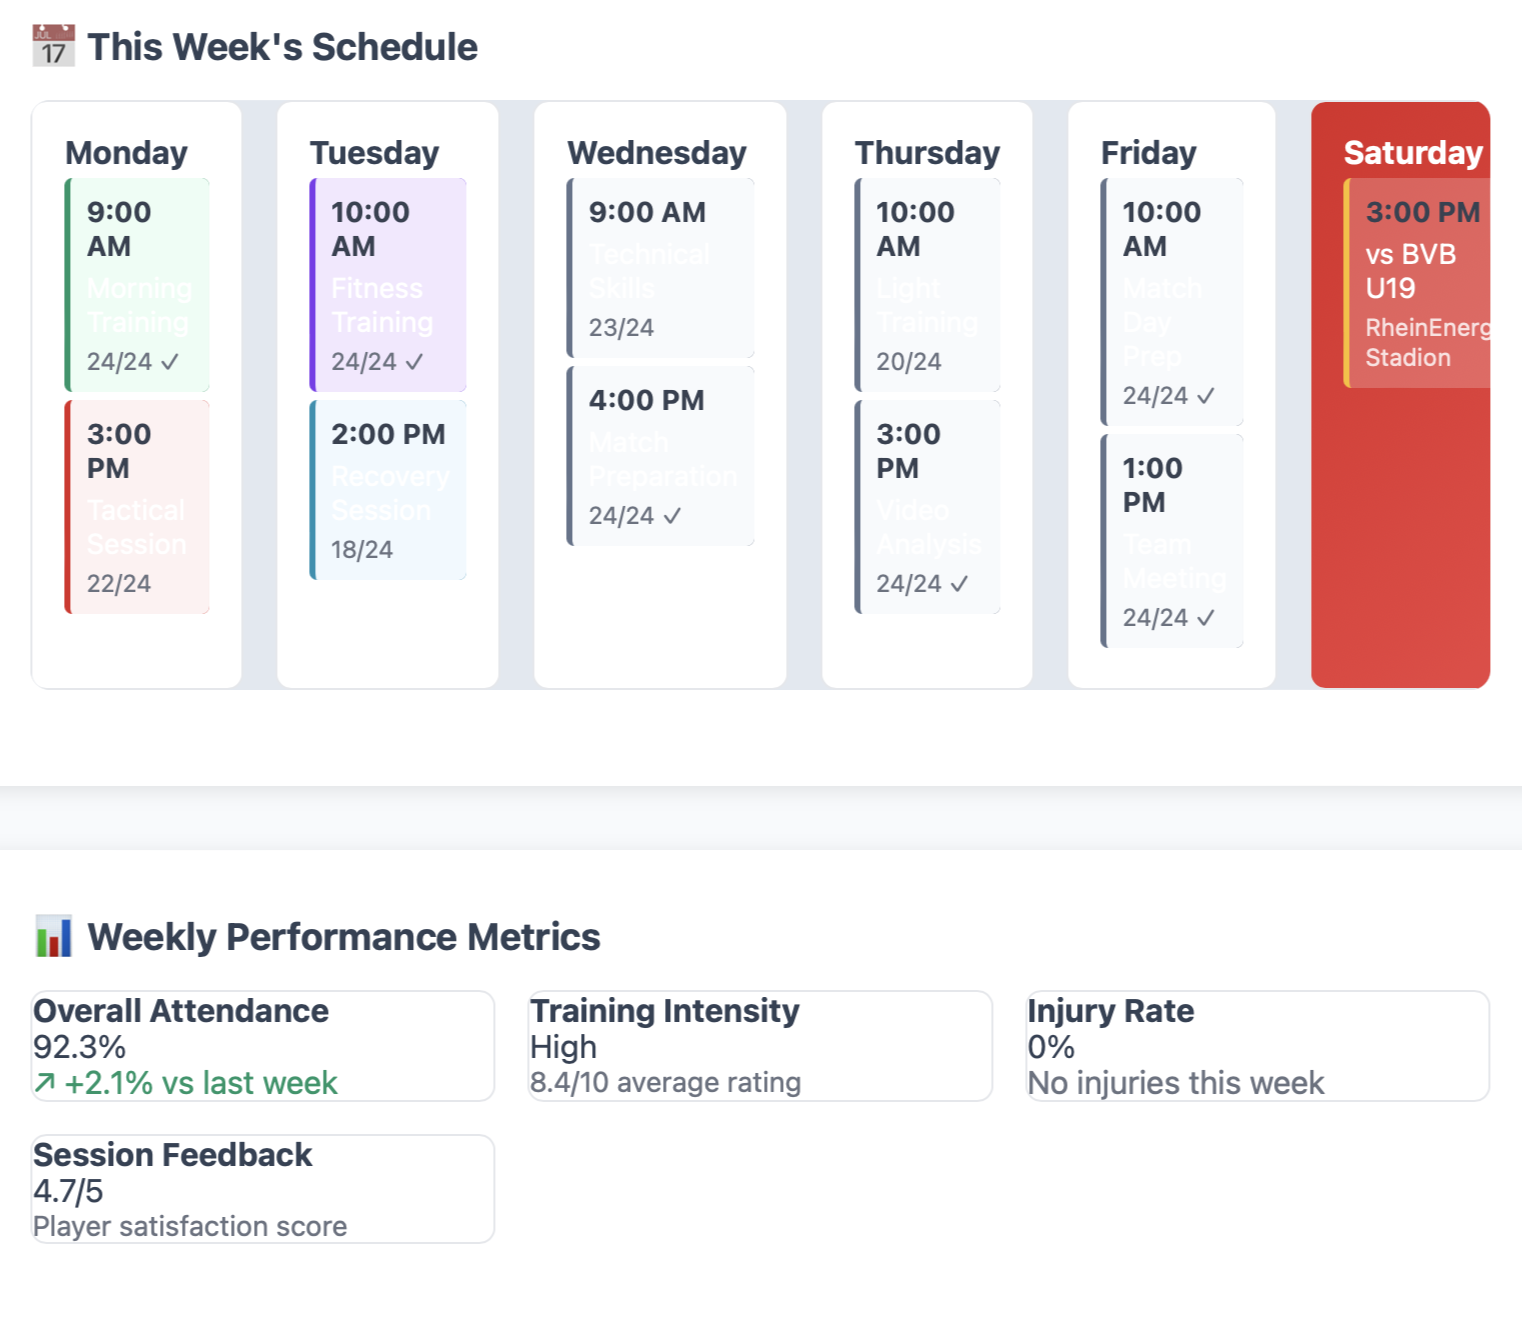 JUL
17
This Week's Schedule
Monday
9:00
AM
Morning
Training
24/24 ✓
3:00
PM
Tactical
Session
22/24
Tuesday
10:00
AM
Fitness
Training
24/24 ✓
2:00 PM
Recovery
Session
18/24
Wednesday
9:00 AM
Technical
Skills
23/24
4:00 PM
Match
Preparation
24/24 ✓
Thursday
10:00
AM
Light
Training
20/24
3:00
PM
Video
Analysis
24/24 ✓
Friday
10:00
AM
Match
Day
Prep
24/24 ✓
1:00
PM
Team
Meeting
24/24 ✓
Saturday
3:00 PM
vs BVB
U19
RheinEnerg
Stadion
Weekly Performance Metrics
Overall Attendance
92.3%
↗ +2.1% vs last week
Training Intensity
High
8.4/10 average rating
Injury Rate
0%
No injuries this week
Session Feedback
4.7/5
Player satisfaction score